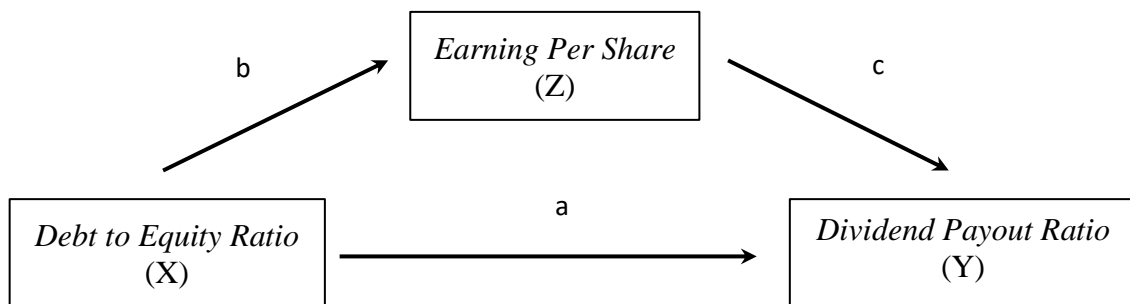 Earning Per Share
(Z)
b
c
a
Debt to Equity Ratio
(X)
Dividend Payout Ratio
(Y)